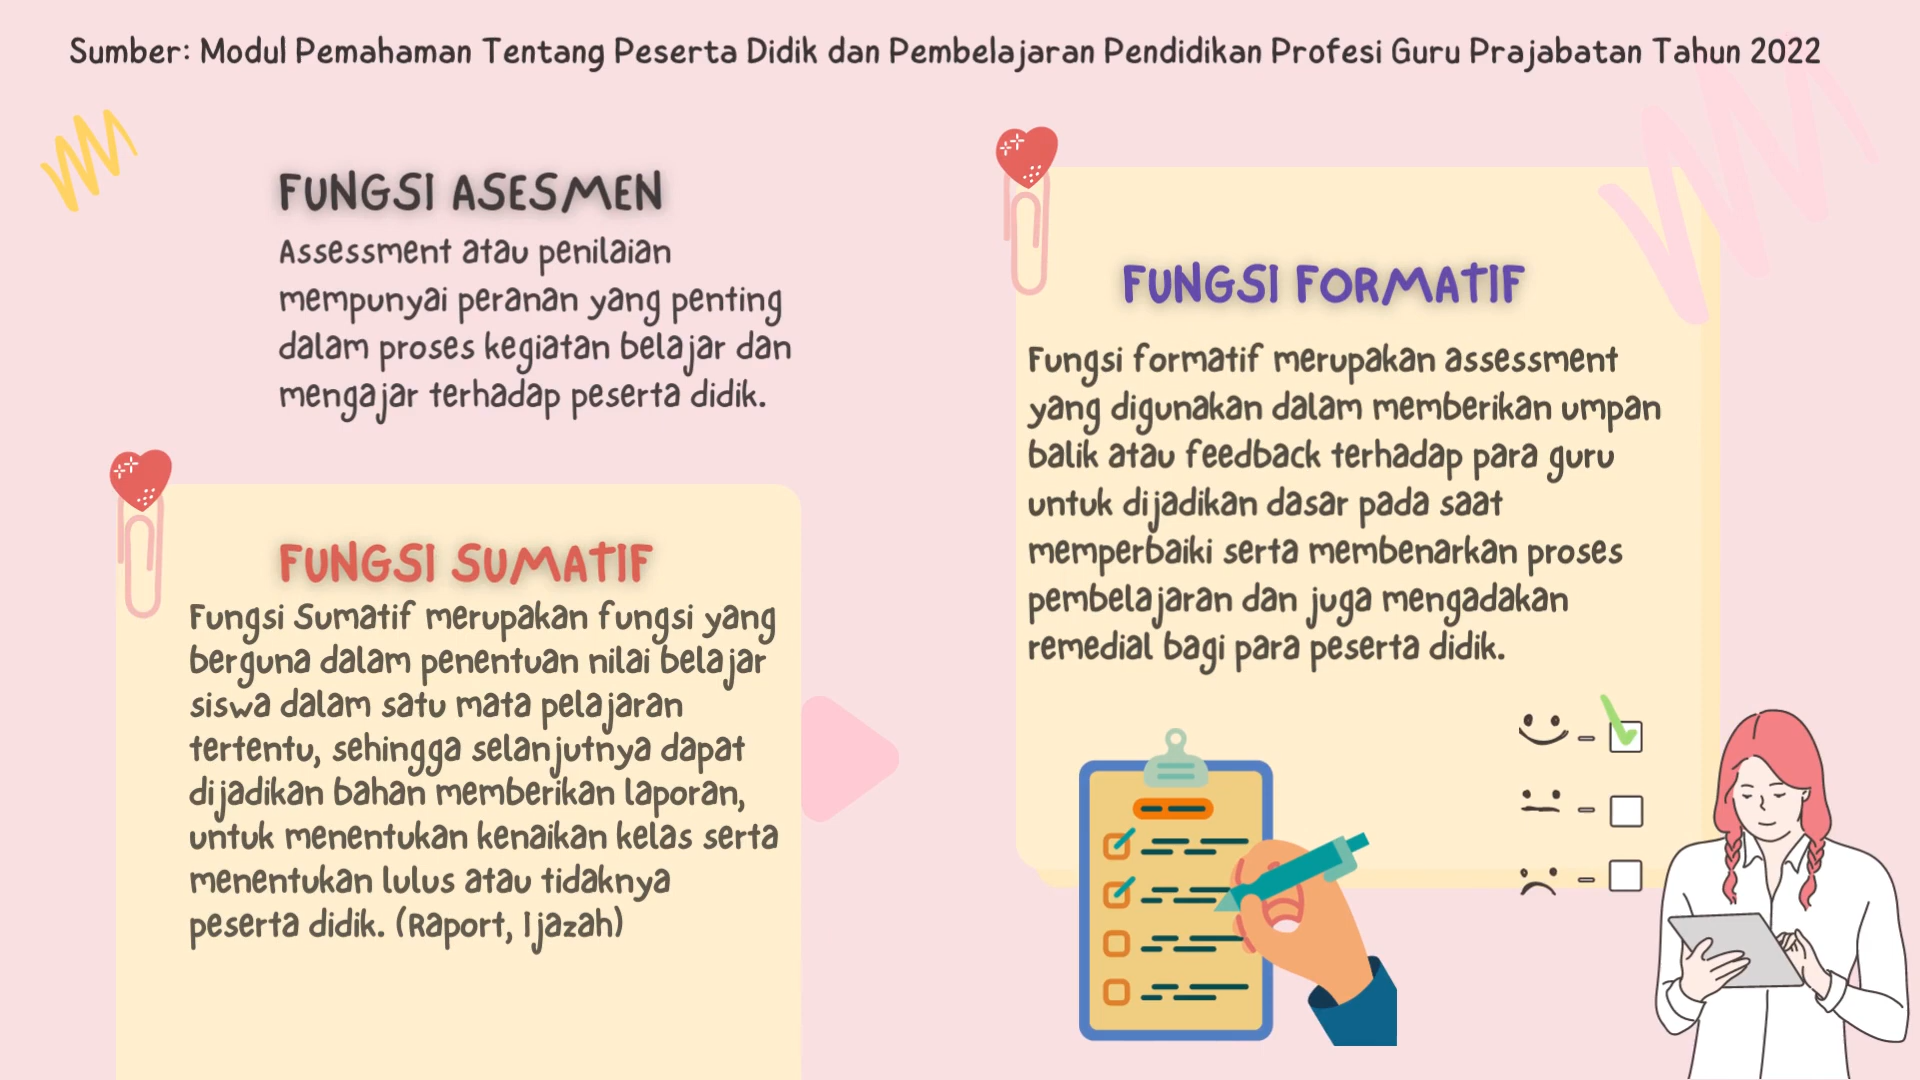 Sumber: Modul Pemahaman Tentang Peserta Didik dan Pembelajaran Pendidikan Profesi Guru Prajabatan Tahun 2022
FUNGSI ASESMEN
Assessment atau penilaian
mempunyai peranan yang penting
dalam proses kegiatan belajar dan
mengajar terhadap peserta didik.
FUNGSI SUMATIF
Fungsi Sumatif merupakan fungsi yang
berguna dalam penentuan nilai belajar
siswa dalam satu mata pelajaran
tertentu, sehingga selanjutnya dapat
dijadikan bahan memberikan laporan,
untuk menentukan kenaikan kelas serta
menentukan lulus atau tidaknya
peserta didik. (Raport, Ijazah)
FUNGSI FORMATIF
Fungsi formatif merupakan assessment
yang digunakan dalam memberikan umpan
balik atau feedback terhadap para guru
untuk dijadikan dasar pada saat
memperbaiki serta membenarkan proses
pembelajaran dan juga mengadakan
remedial bagi para peserta didik.